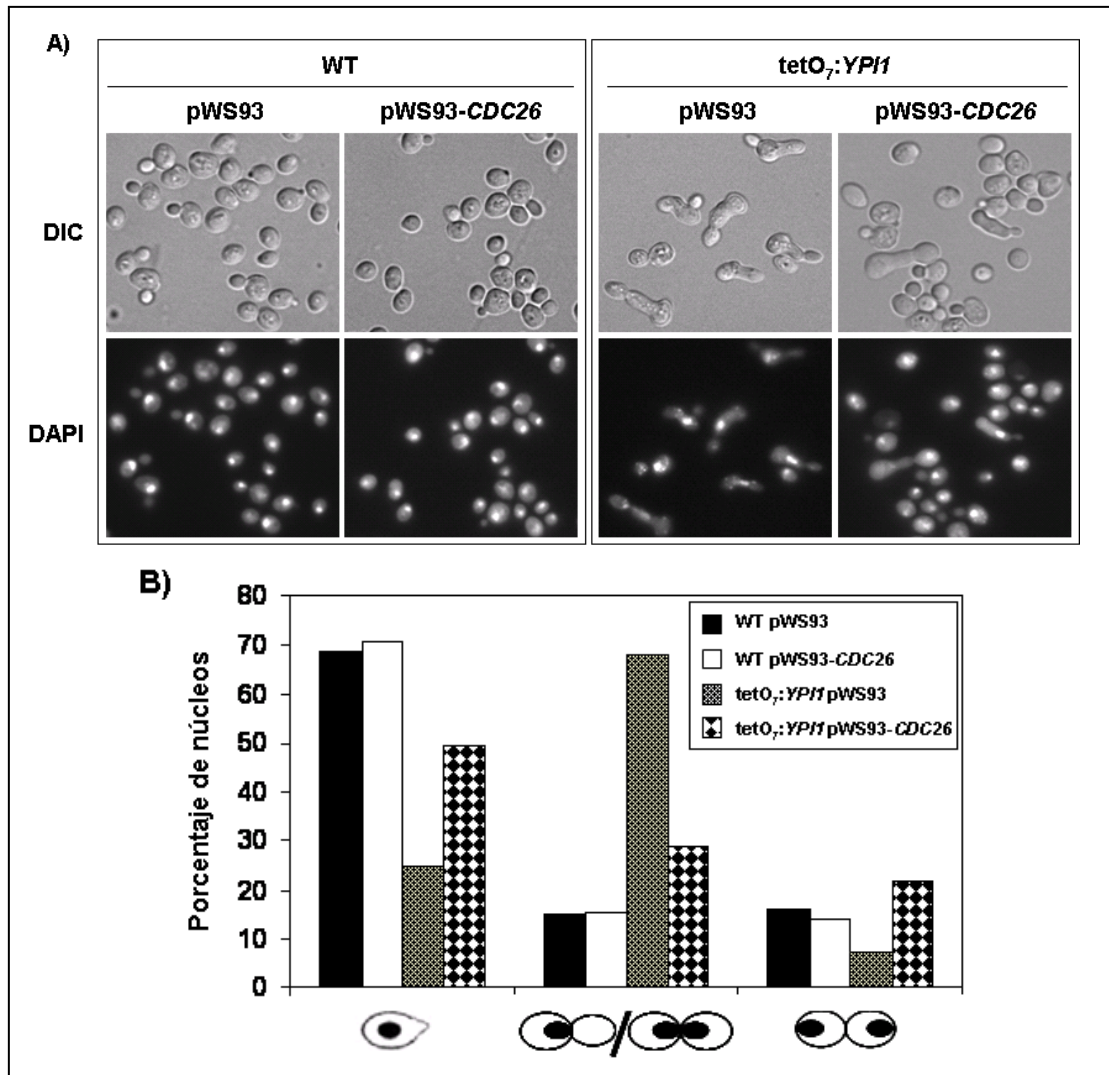 A)
WT
tetO₇:YPI1
pWS93
pWS93-CDC26
pWS93
pWS93-CDC26
DIC
DAPI
B)
Porcentaje de núcleos
80
70
60
50
40
30
20
10
0
WT pWS93
WT pWS93-CDC26
tetO₇:YPI1 pWS93
tetO₇:YPI1 pWS93-CDC26
/